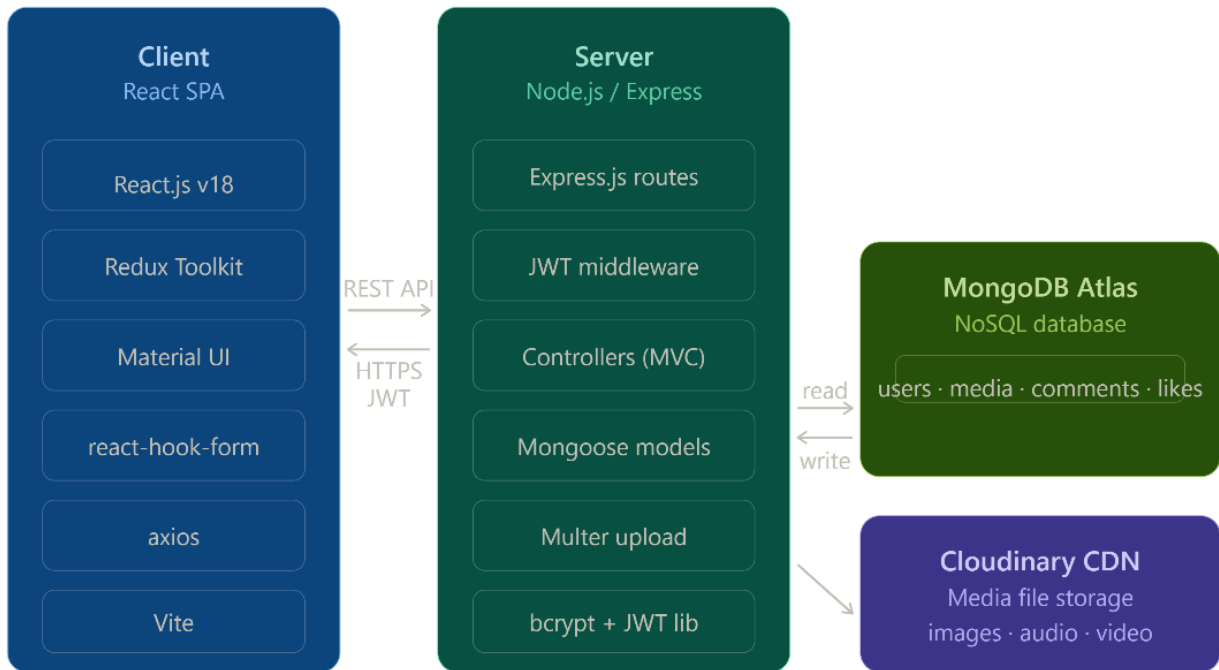 Client
React SPA
React.js v18
Redux Toolkit
Material UI
react-hook-form
axios
Vite
REST API
HTTPS
JWT
Server
Node.js / Express
Express.js routes
JWT middleware
Controllers (MVC)
Mongoose models
Multer upload
bcrypt + JWT lib
read
write
MongoDB Atlas
NoSQL database
users · media · comments · likes
Cloudinary CDN
Media file storage
images · audio · video